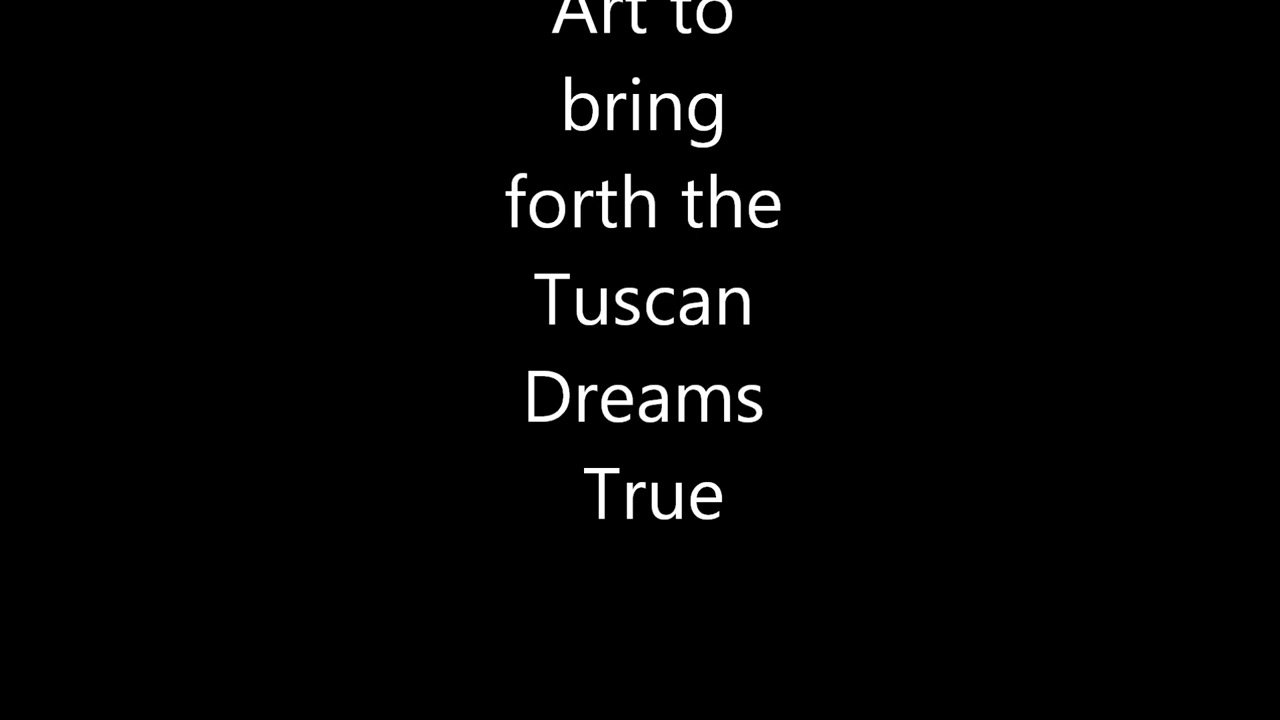 Art to
bring
forth the
Tuscan
Dreams
True